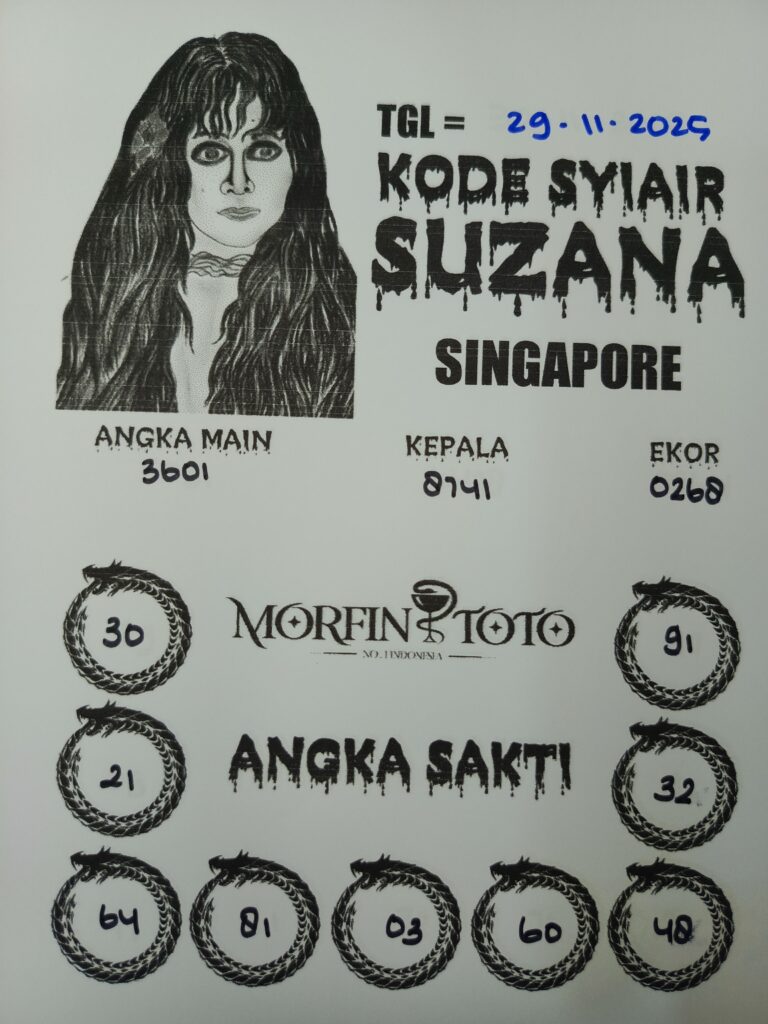 TGL = 29.11.2025
KODE SYIAIR
SUZANA
SINGAPORE
ANGKA MAIN KEPALA EKOR
3601 8741 0268
30 MORFIN TOTO 91
NO.1 INDONESIA
21 ANGKA SAKTI 32
64 81 03 60 48